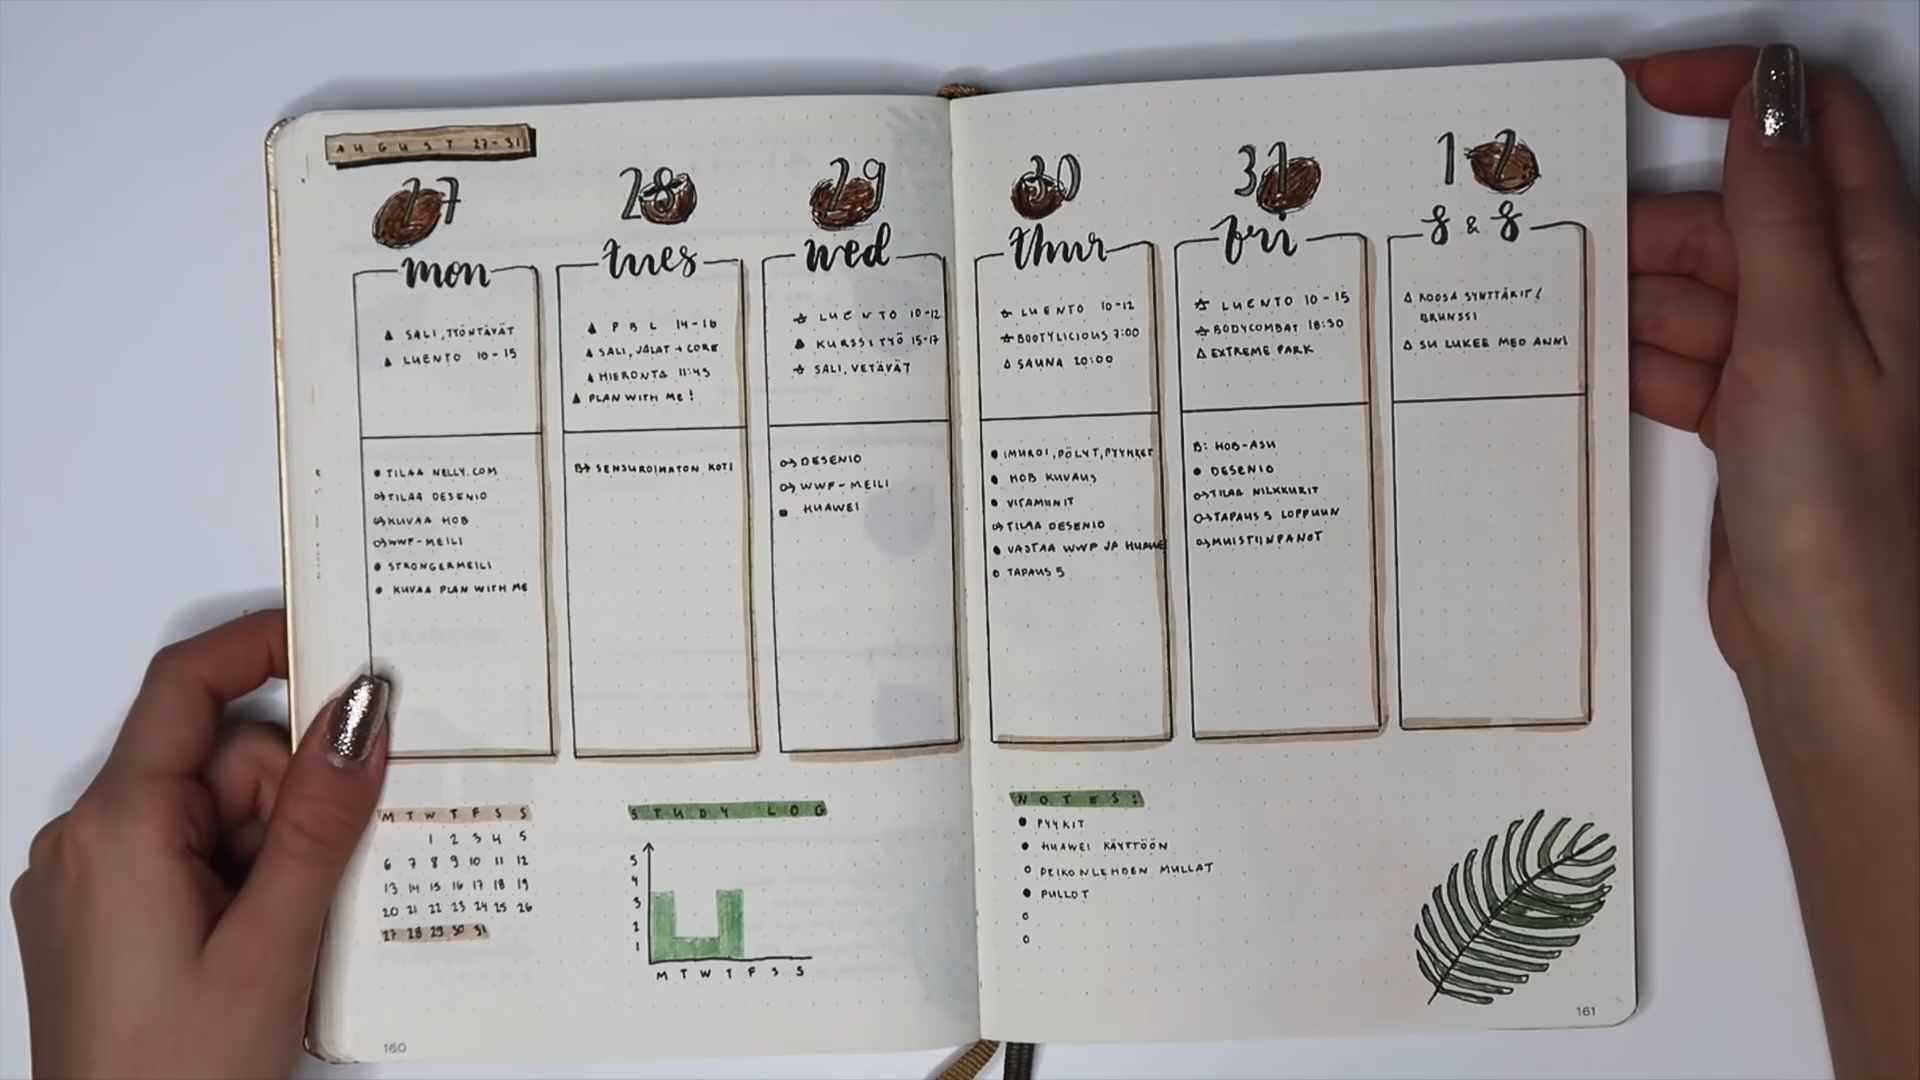 AUGUST 27-31
27
mon
▲ SALI, TYÖNTÄVÄT
▲ LUENTO 10-15
● TILAA NELLY.COM
TILAA DESENIO
KUVAA HOB
WWF-MEILI
● STRONGERMEILI
● KUVAA PLAN WITH ME
28
tues
▲ PBL 14-16
▲ SALI, JALAT + CORE
▲ HIERONTA 11:45
▲ PLAN WITH ME!
B→ SENSUROIMATON KOTI
29
wed
☆ LUENTO 10-12
▲ KURSSITYÖ 15-17
☆ SALI, VETÄVÄT
DESENIO
WWF-MEILI
● HUAWEI
30
thur
☆ LUENTO 10-12
☆ BOOTYLICIOUS 7:00
△ SAUNA 20:00
● IMUROI, PÖLYT, PYYHKEET
● HOB KUVAUS
● VITAMIINIT
TILAA DESENIO
● VASTAA WWF JA HUAWEI
○ TAPAUS 5
31
fri
☆ LUENTO 10-15
☆ BODYCOMBAT 18:30
△ EXTREME PARK
B: HOB-ASU
● DESENIO
TILAA NILKKURIT
TAPAUS 5 LOPPUUN
MUISTIINPANOT
1-2
S & S
△ ROOSA SYNTTÄRIT/
BRUNSSI
△ SU LUKEE MEO ANNI
M T W T F S S
1 2 3 4 5
6 7 8 9 10 11 12
13 14 15 16 17 18 19
20 21 22 23 24 25 26
27 28 29 30 31
STUDY LOG
5
4
3
2
1
M T W T F S S
NOTES:
● PYYKIT
● HUAWEI KÄYTTÖÖN
○ PEIKONLEHDEN MULLAT
● PULLOT
160
161